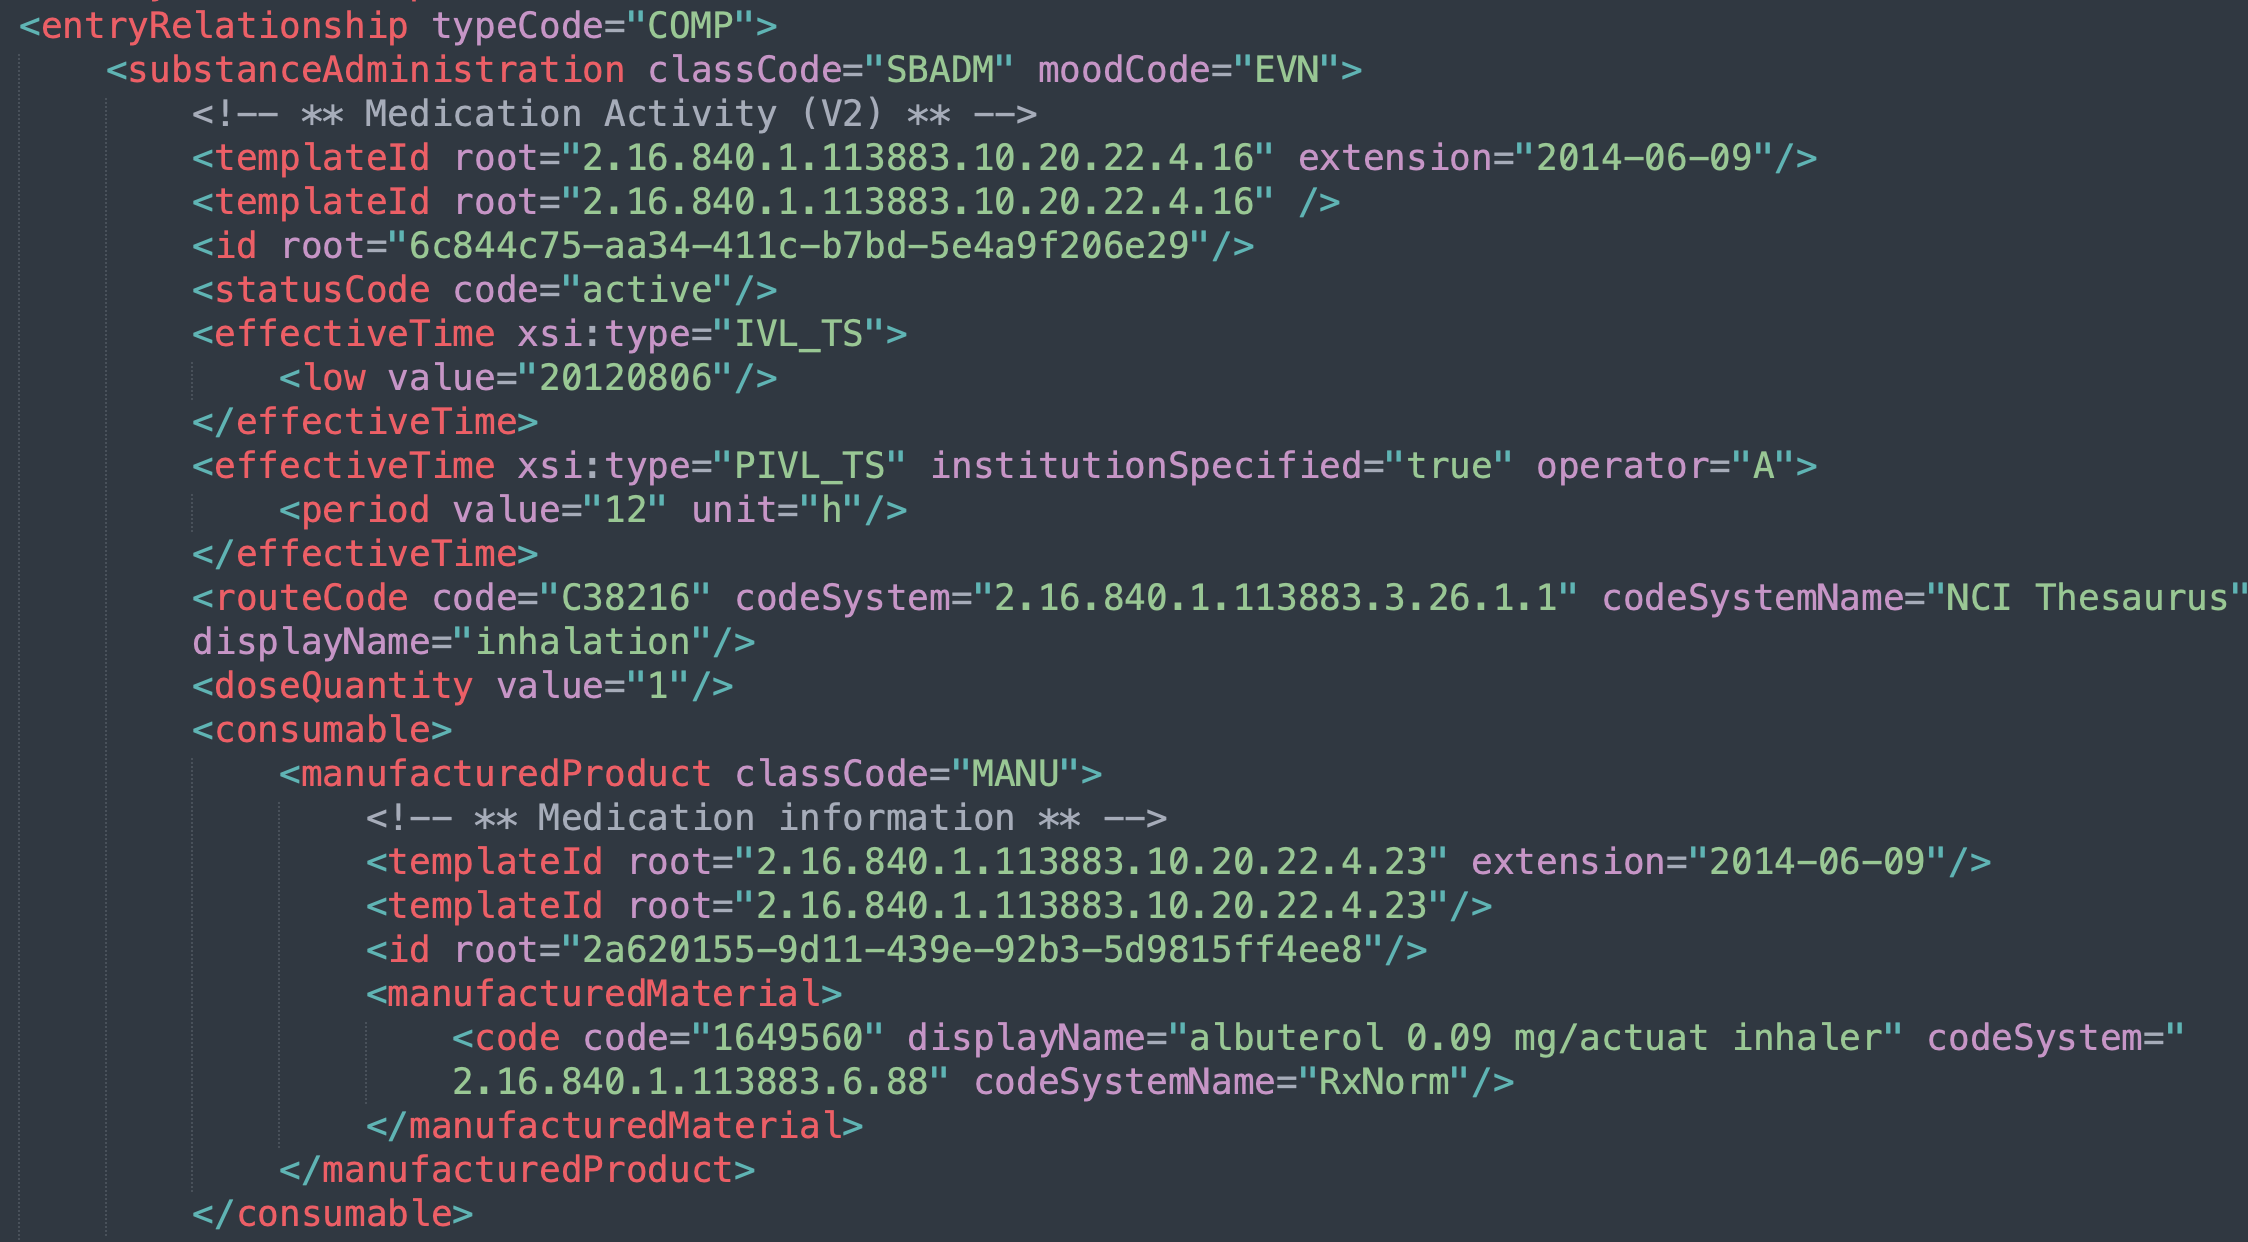 <entryRelationship typeCode="COMP">
<substanceAdministration classCode="SBADM" moodCode="EVN">
<!-- ** Medication Activity (V2) ** -->
<templateId root="2.16.840.1.113883.10.20.22.4.16" extension="2014-06-09"/>
<templateId root="2.16.840.1.113883.10.20.22.4.16" />
<id root="6c844c75-aa34-411c-b7bd-5e4a9f206e29"/>
<statusCode code="active"/>
<effectiveTime xsi:type="IVL_TS">
<low value="20120806"/>
</effectiveTime>
<effectiveTime xsi:type="PIVL_TS" institutionSpecified="true" operator="A">
<period value="12" unit="h"/>
</effectiveTime>
<routeCode code="C38216" codeSystem="2.16.840.1.113883.3.26.1.1" codeSystemName="NCI Thesaurus"
displayName="inhalation"/>
<doseQuantity value="1"/>
<consumable>
<manufacturedProduct classCode="MANU">
<!-- ** Medication information ** -->
<templateId root="2.16.840.1.113883.10.20.22.4.23" extension="2014-06-09"/>
<templateId root="2.16.840.1.113883.10.20.22.4.23"/>
<id root="2a620155-9d11-439e-92b3-5d9815ff4ee8"/>
<manufacturedMaterial>
<code code="1649560" displayName="albuterol 0.09 mg/actuat inhaler" codeSystem="
2.16.840.1.113883.6.88" codeSystemName="RxNorm"/>
</manufacturedMaterial>
</manufacturedProduct>
</consumable>